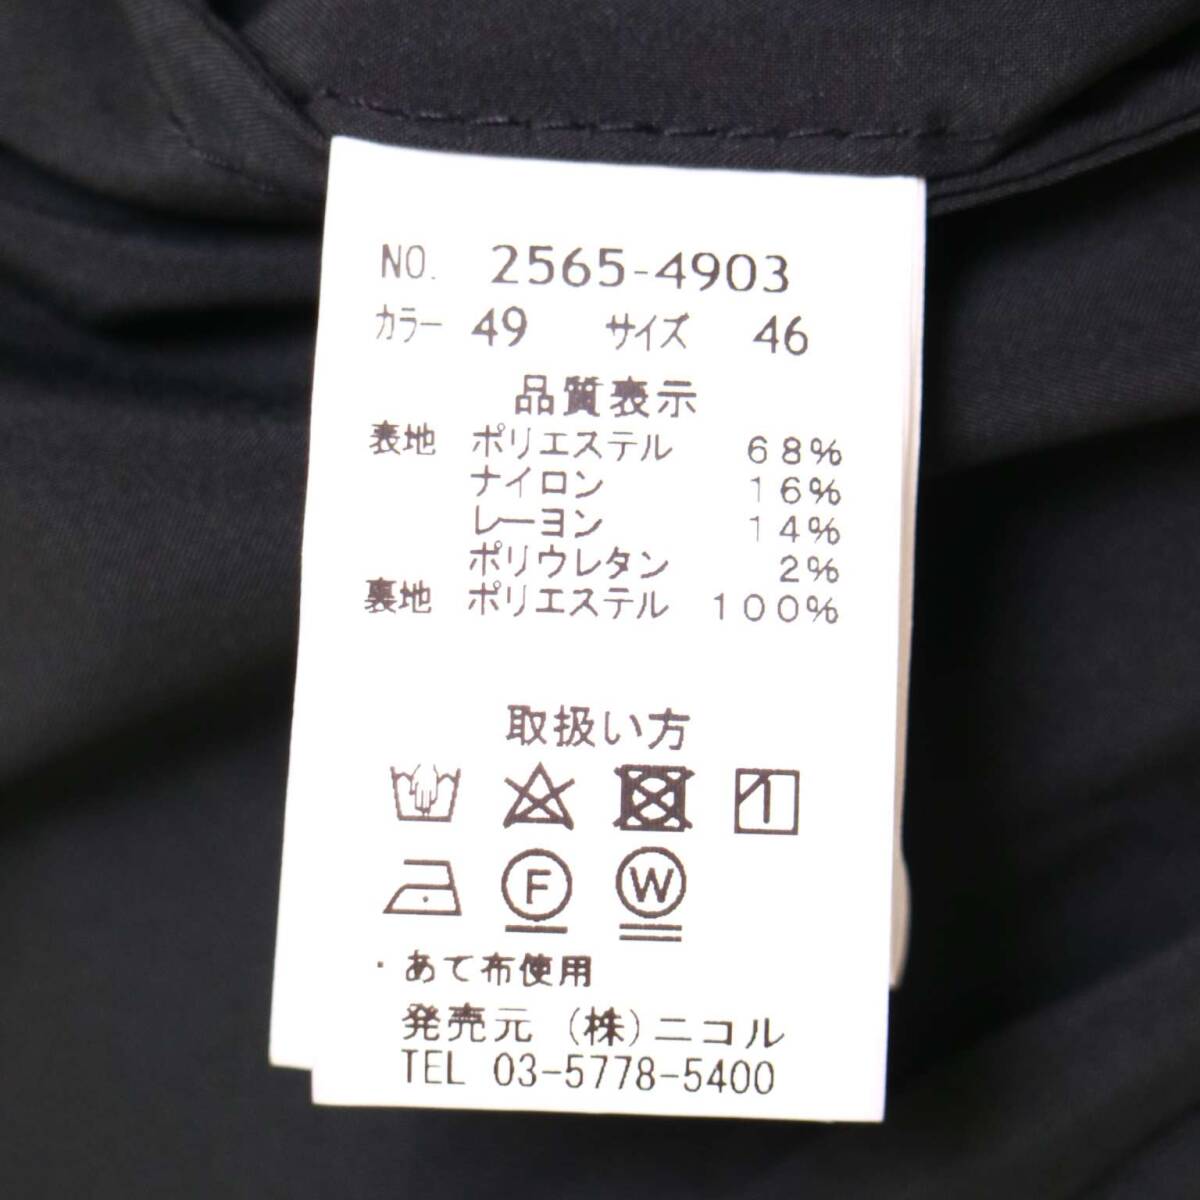 NO. 2565-4903
カラー 49 サイズ 46
品質表示
表地 ポリエステル 68%
ナイロン 16%
レーヨン 14%
ポリウレタン 2%
裏地 ポリエステル 100%
取扱い方
F W
・あて布使用
発売元 (株)ニコル
TEL 03-5778-5400